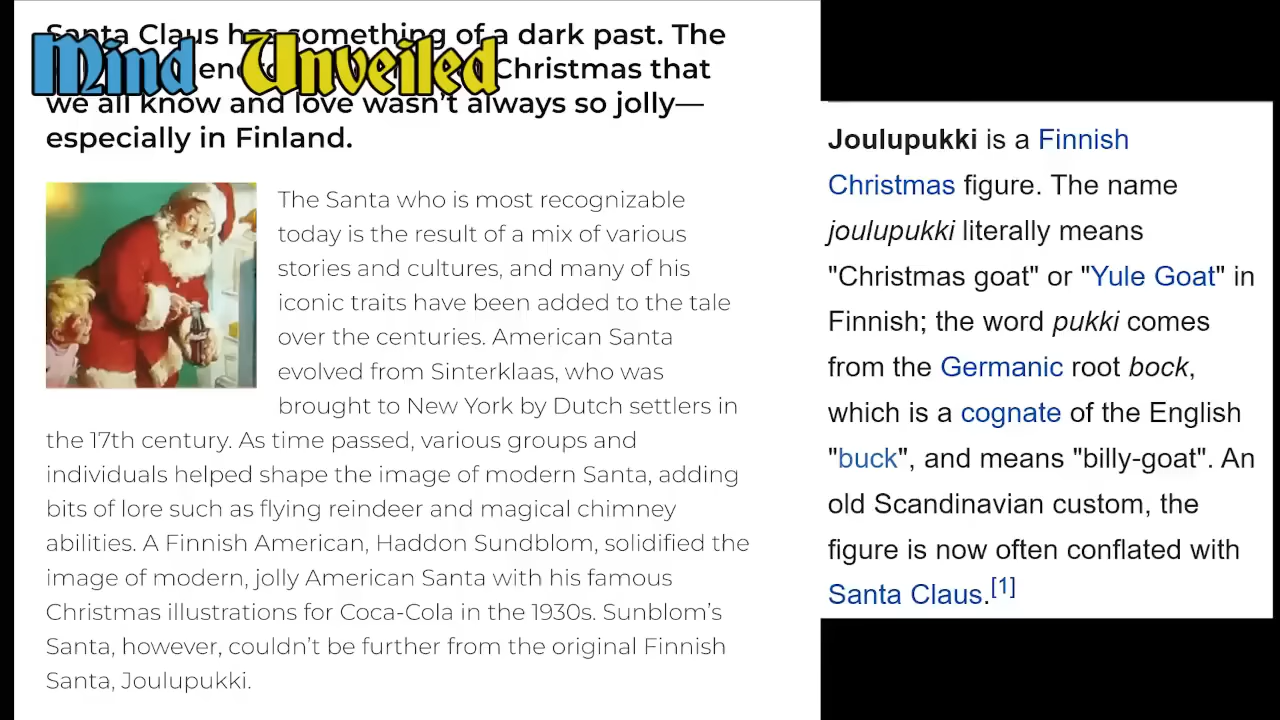 Santa Claus has something of a dark past. The
Mind Unveiled
Christmas that
we all know and love wasn't always so jolly—
especially in Finland.
The Santa who is most recognizable
today is the result of a mix of various
stories and cultures, and many of his
iconic traits have been added to the tale
over the centuries. American Santa
evolved from Sinterklaas, who was
brought to New York by Dutch settlers in
the 17th century. As time passed, various groups and
individuals helped shape the image of modern Santa, adding
bits of lore such as flying reindeer and magical chimney
abilities. A Finnish American, Haddon Sundblom, solidified the
image of modern, jolly American Santa with his famous
Christmas illustrations for Coca-Cola in the 1930s. Sunblom's
Santa, however, couldn't be further from the original Finnish
Santa, Joulupukki.
Joulupukki is a Finnish
Christmas figure. The name
joulupukki literally means
"Christmas goat" or "Yule Goat" in
Finnish; the word pukki comes
from the Germanic root bock,
which is a cognate of the English
"buck", and means "billy-goat". An
old Scandinavian custom, the
figure is now often conflated with
Santa Claus.[1]